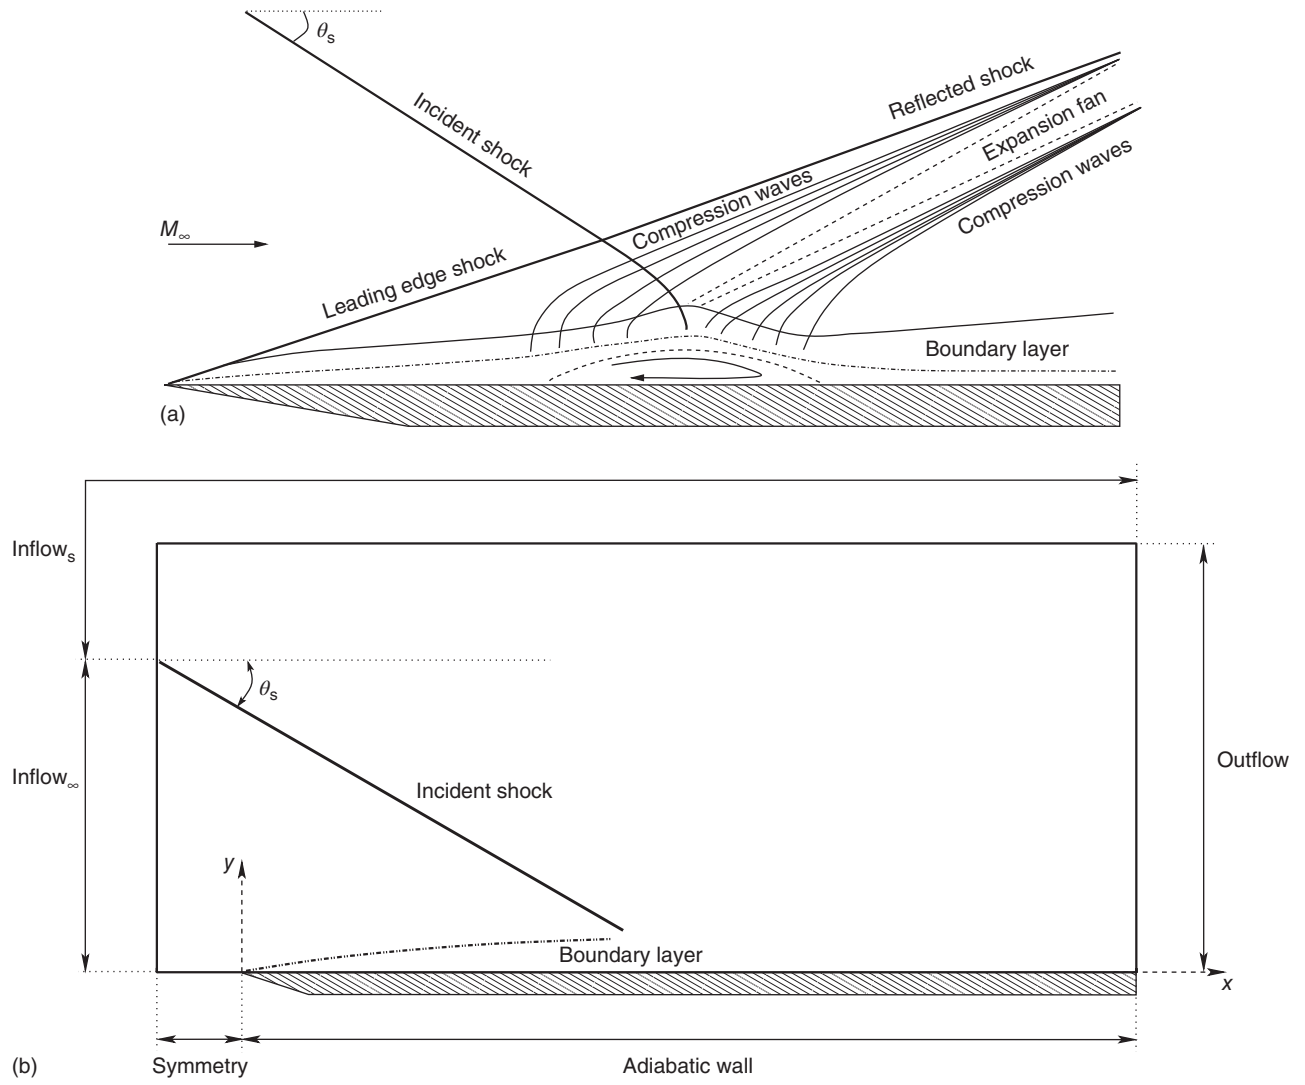 θs
Incident shock
Reflected shock
Expansion fan
Compression waves
Compression waves
M∞
Leading edge shock
Boundary layer
(a)
Inflows
θs
Inflow∞
Incident shock
Outflow
y
Boundary layer
x
(b)
Symmetry
Adiabatic wall